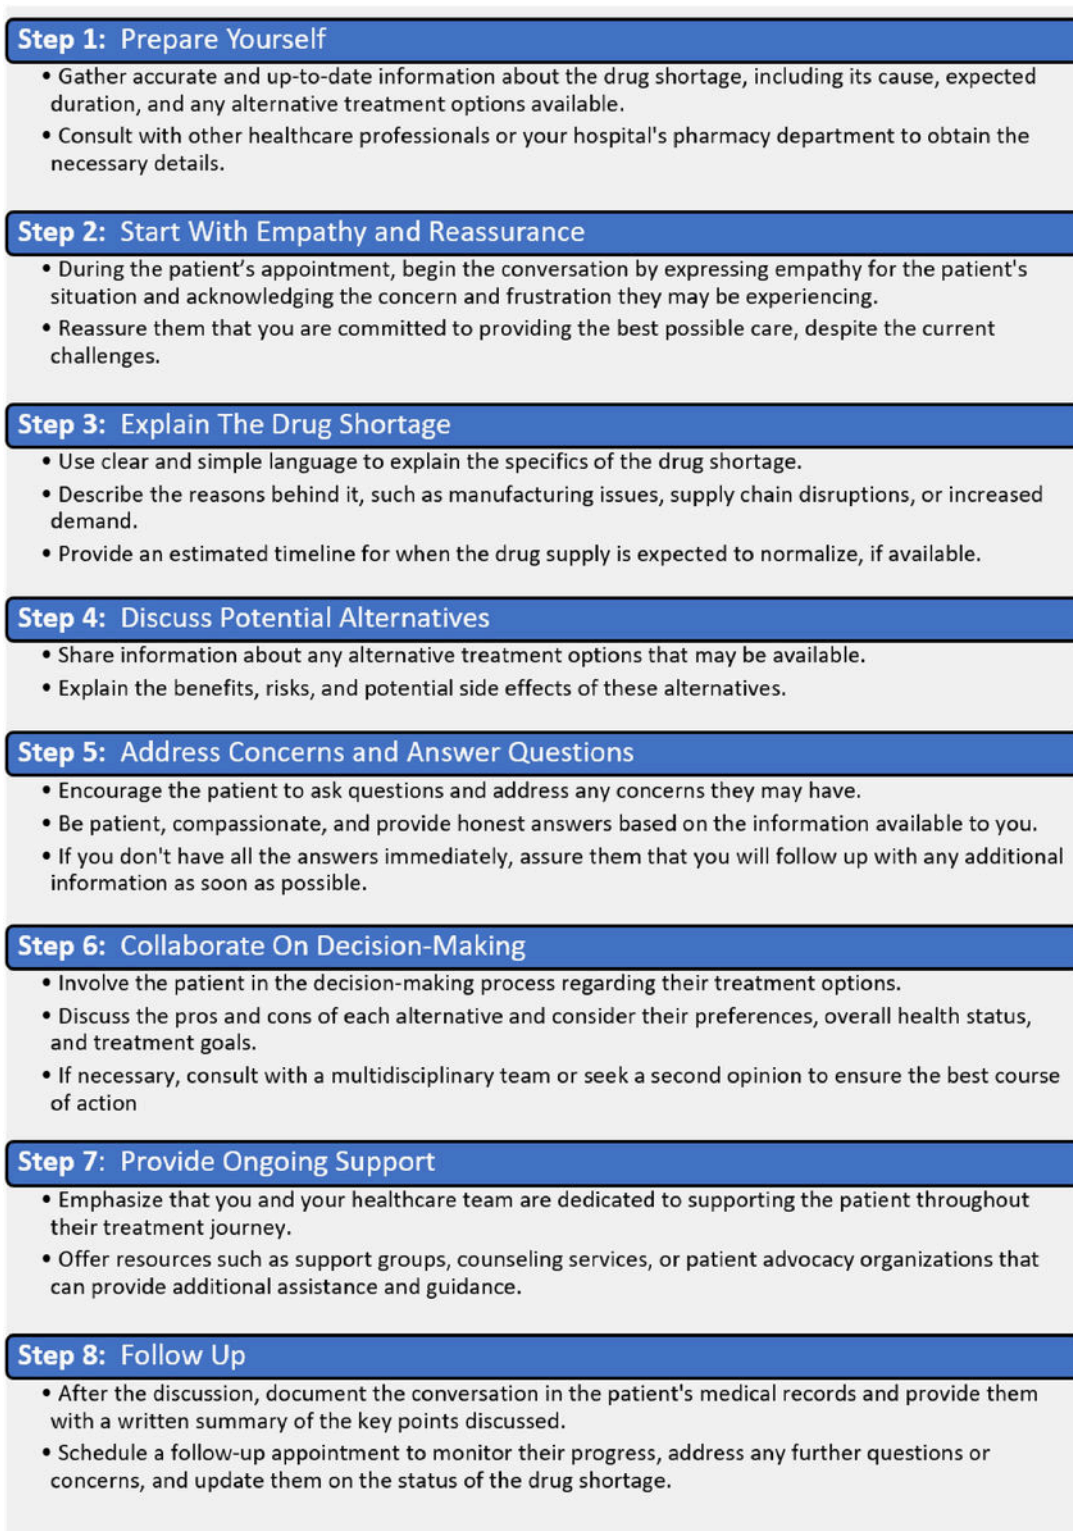 Step 1: Prepare Yourself
• Gather accurate and up-to-date information about the drug shortage, including its cause, expected
duration, and any alternative treatment options available.
• Consult with other healthcare professionals or your hospital's pharmacy department to obtain the
necessary details.
Step 2: Start With Empathy and Reassurance
• During the patient’s appointment, begin the conversation by expressing empathy for the patient's
situation and acknowledging the concern and frustration they may be experiencing.
• Reassure them that you are committed to providing the best possible care, despite the current
challenges.
Step 3: Explain The Drug Shortage
• Use clear and simple language to explain the specifics of the drug shortage.
• Describe the reasons behind it, such as manufacturing issues, supply chain disruptions, or increased
demand.
• Provide an estimated timeline for when the drug supply is expected to normalize, if available.
Step 4: Discuss Potential Alternatives
• Share information about any alternative treatment options that may be available.
• Explain the benefits, risks, and potential side effects of these alternatives.
Step 5: Address Concerns and Answer Questions
• Encourage the patient to ask questions and address any concerns they may have.
• Be patient, compassionate, and provide honest answers based on the information available to you.
• If you don't have all the answers immediately, assure them that you will follow up with any additional
information as soon as possible.
Step 6: Collaborate On Decision-Making
• Involve the patient in the decision-making process regarding their treatment options.
• Discuss the pros and cons of each alternative and consider their preferences, overall health status,
and treatment goals.
• If necessary, consult with a multidisciplinary team or seek a second opinion to ensure the best course
of action
Step 7: Provide Ongoing Support
• Emphasize that you and your healthcare team are dedicated to supporting the patient throughout
their treatment journey.
• Offer resources such as support groups, counseling services, or patient advocacy organizations that
can provide additional assistance and guidance.
Step 8: Follow Up
• After the discussion, document the conversation in the patient's medical records and provide them
with a written summary of the key points discussed.
• Schedule a follow-up appointment to monitor their progress, address any further questions or
concerns, and update them on the status of the drug shortage.